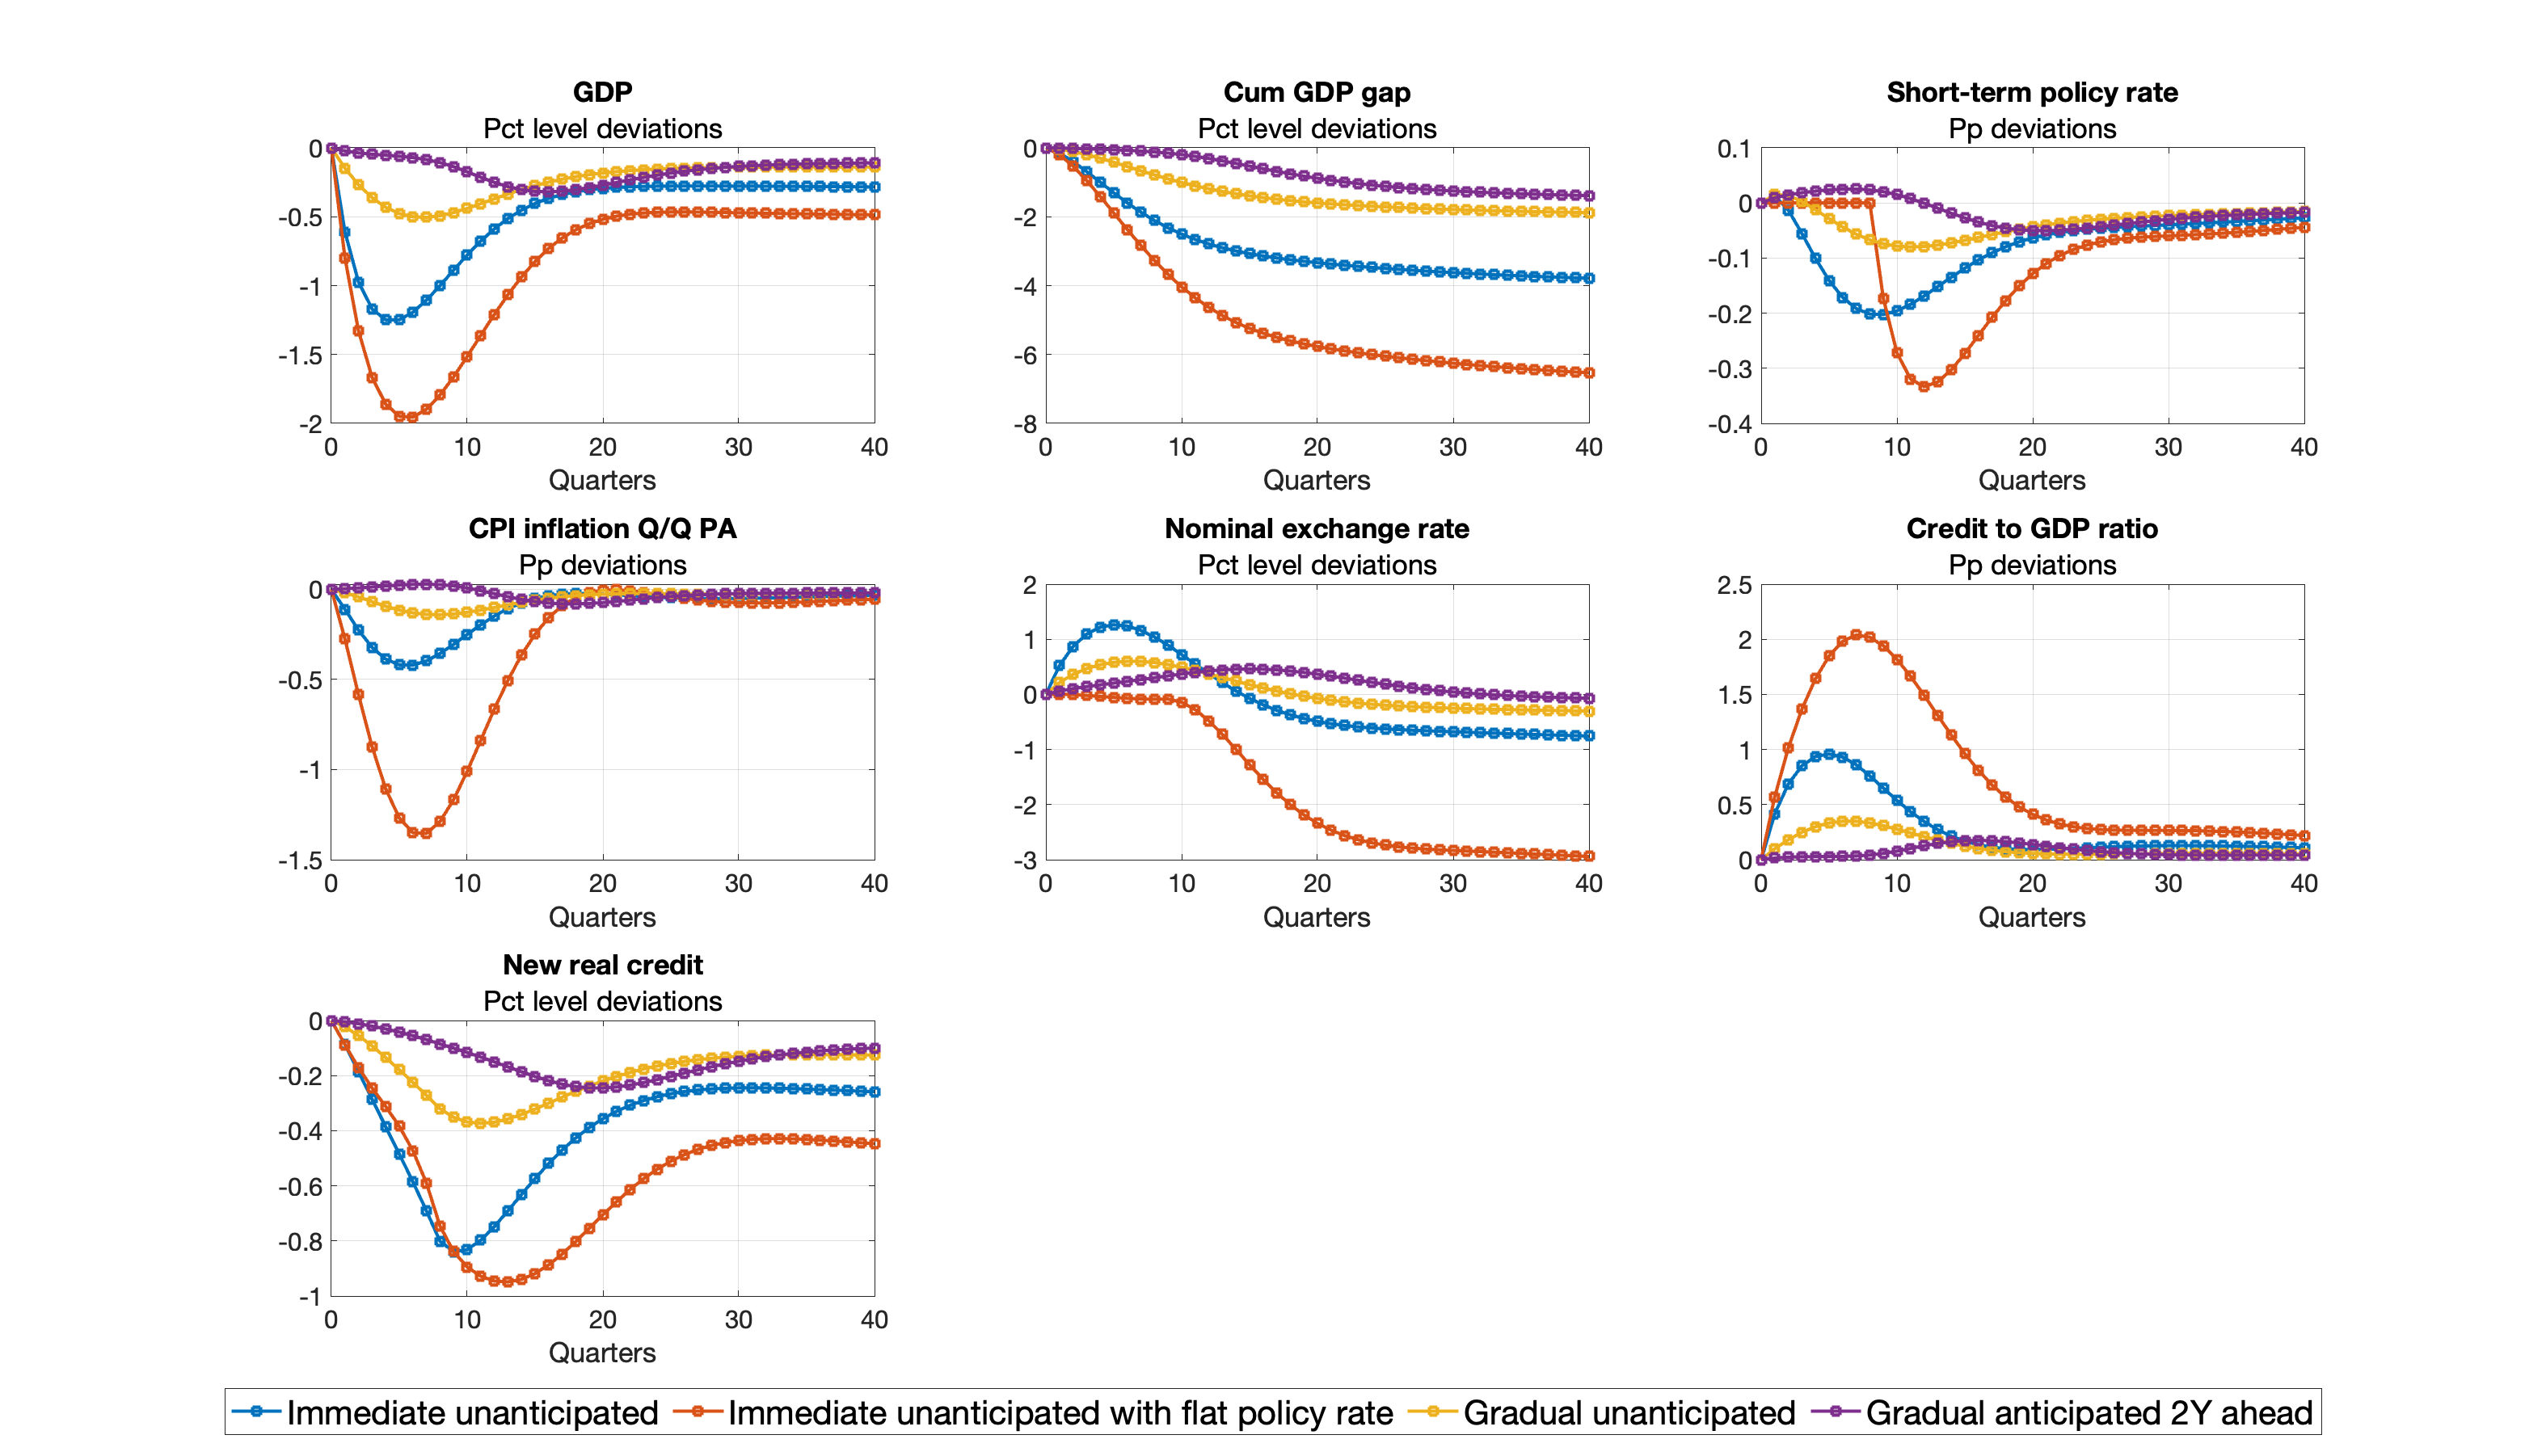 GDP
Pct level deviations
0
-0.5
-1
-1.5
-2
0 10 20 30 40
Quarters
Cum GDP gap
Pct level deviations
0
-2
-4
-6
-8
0 10 20 30 40
Quarters
Short-term policy rate
Pp deviations
0.1
0
-0.1
-0.2
-0.3
-0.4
0 10 20 30 40
Quarters
CPI inflation Q/Q PA
Pp deviations
0
-0.5
-1
-1.5
0 10 20 30 40
Quarters
Nominal exchange rate
Pct level deviations
2
1
0
-1
-2
-3
0 10 20 30 40
Quarters
Credit to GDP ratio
Pp deviations
2.5
2
1.5
1
0.5
0
0 10 20 30 40
Quarters
New real credit
Pct level deviations
0
-0.2
-0.4
-0.6
-0.8
-1
0 10 20 30 40
Quarters
Immediate unanticipated Immediate unanticipated with flat policy rate Gradual unanticipated Gradual anticipated 2Y ahead